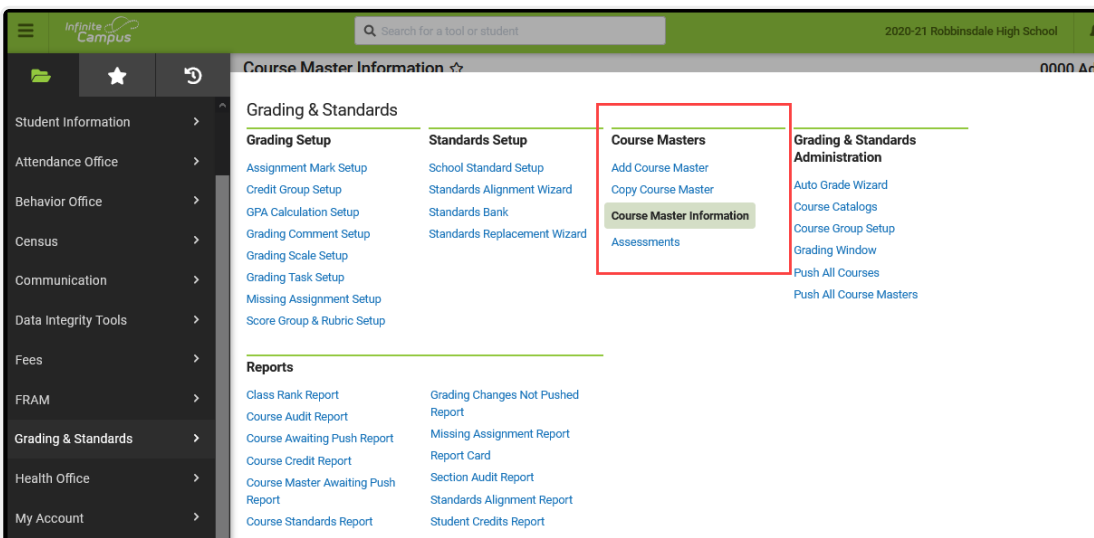 Infinite
Campus
Search for a tool or student
2020-21 Robbinsdale High School
Course Master Information
0000
Student Information
Attendance Office
Behavior Office
Census
Communication
Data Integrity Tools
Fees
FRAM
Grading & Standards
Health Office
My Account
Grading & Standards
Grading Setup
Assignment Mark Setup
Credit Group Setup
GPA Calculation Setup
Grading Comment Setup
Grading Scale Setup
Grading Task Setup
Missing Assignment Setup
Score Group & Rubric Setup
Standards Setup
School Standard Setup
Standards Alignment Wizard
Standards Bank
Standards Replacement Wizard
Course Masters
Add Course Master
Copy Course Master
Course Master Information
Assessments
Grading & Standards
Administration
Auto Grade Wizard
Course Catalogs
Course Group Setup
Grading Window
Push All Courses
Push All Course Masters
Reports
Class Rank Report
Course Audit Report
Course Awaiting Push Report
Course Credit Report
Course Master Awaiting Push
Report
Course Standards Report
Grading Changes Not Pushed
Report
Missing Assignment Report
Report Card
Section Audit Report
Standards Alignment Report
Student Credits Report